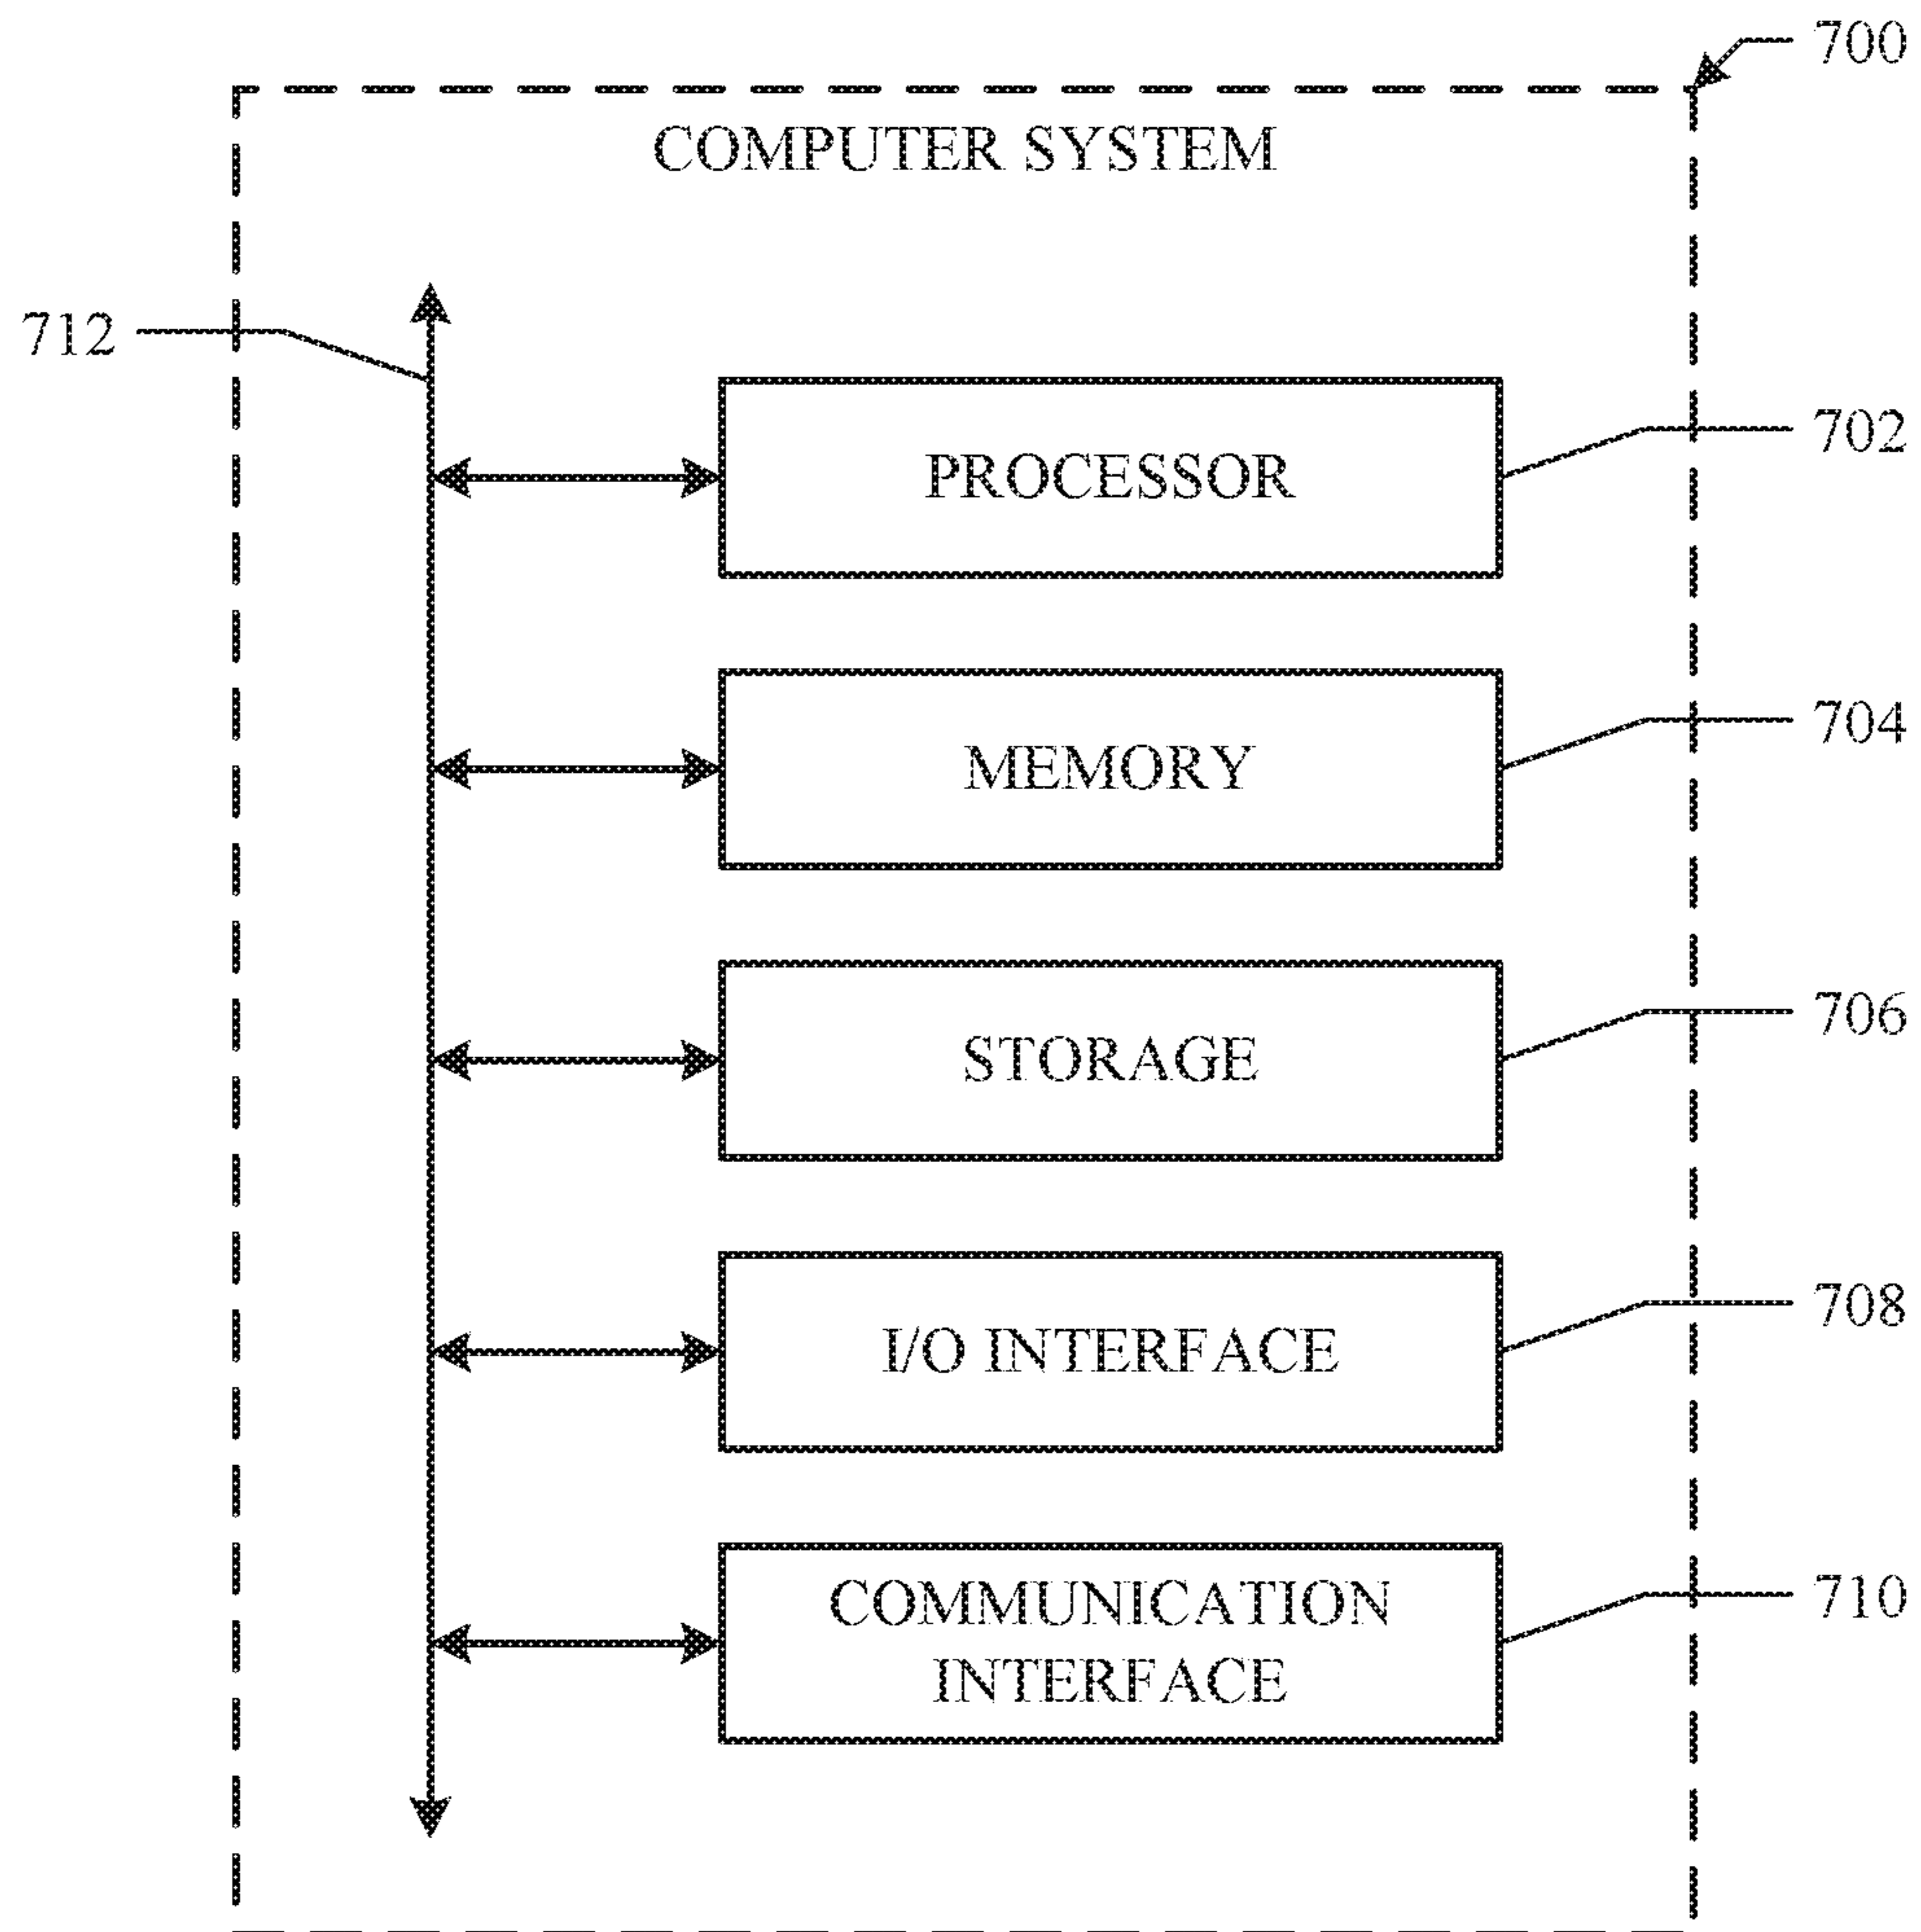 700
COMPUTER SYSTEM
712
702
PROCESSOR
704
MEMORY
706
STORAGE
708
I/O INTERFACE
710
COMMUNICATION
INTERFACE